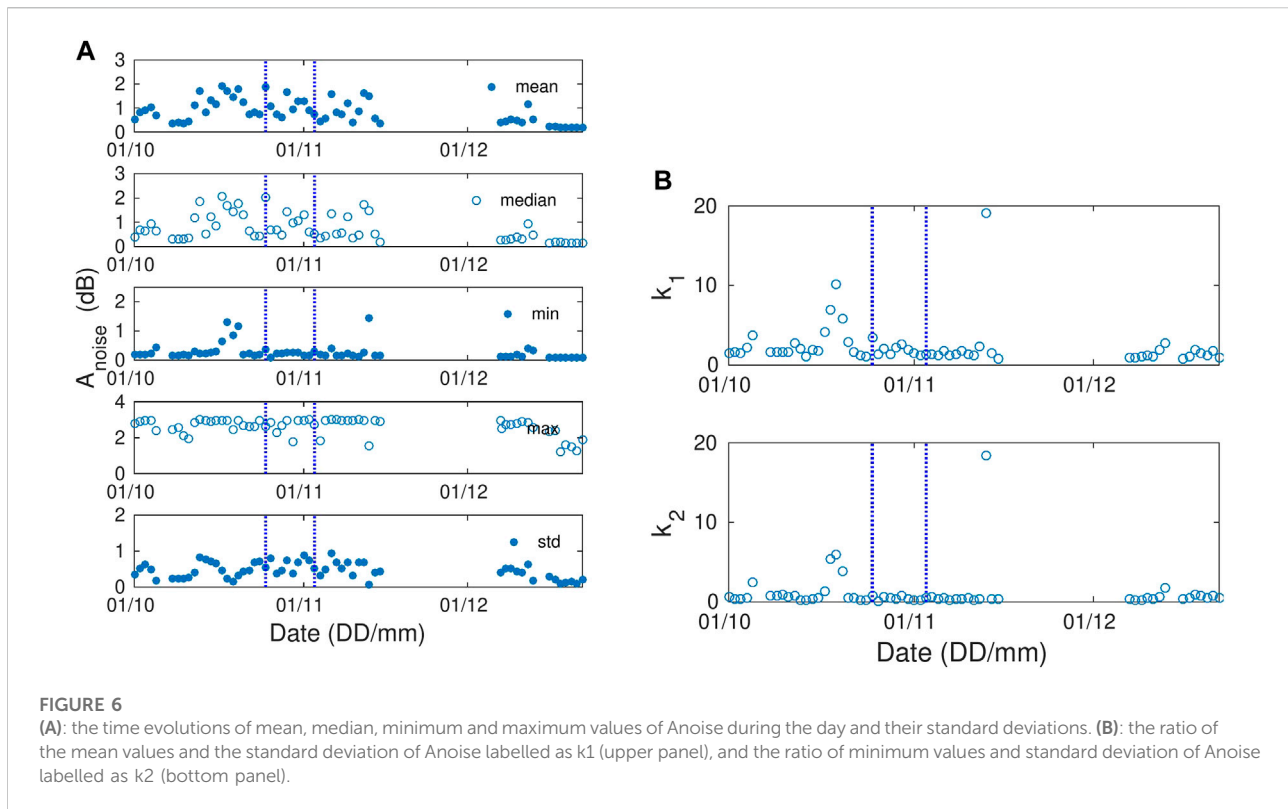 A
3
2
1
0
mean
01/10
01/11
01/12
3
2
1
0
median
01/10
01/11
01/12
A_noise (dB)
2
1
0
min
01/10
01/11
01/12
4
2
0
max
01/10
01/11
01/12
2
1
0
std
01/10
01/11
01/12
Date (DD/mm)
B
20
10
0
k_1
01/10
01/11
01/12
20
10
0
k_2
01/10
01/11
01/12
Date (DD/mm)
FIGURE 6
(A): the time evolutions of mean, median, minimum and maximum values of Anoise during the day and their standard deviations. (B): the ratio of
the mean values and the standard deviation of Anoise labelled as k1 (upper panel), and the ratio of minimum values and standard deviation of Anoise
labelled as k2 (bottom panel).